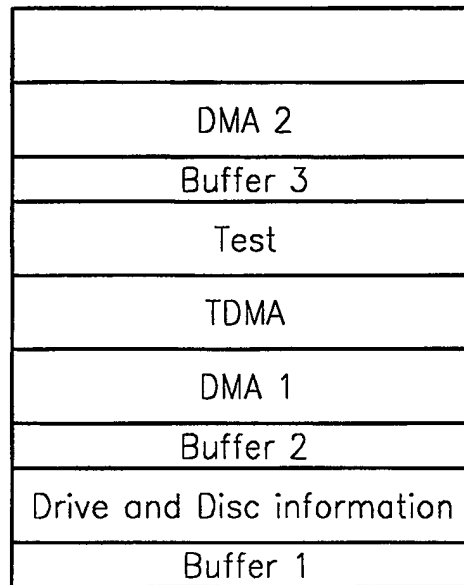 DMA 2
Buffer 3
Test
TDMA
DMA 1
Buffer 2
Drive and Disc information
Buffer 1